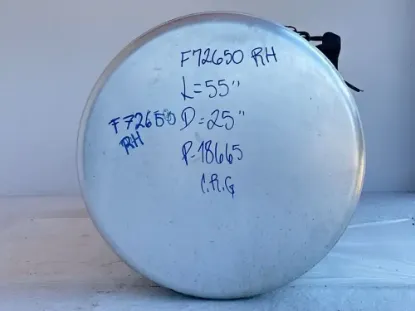 F72650 RH
L=55"
F72650 D=25"
RH
P-18665
C.R.G